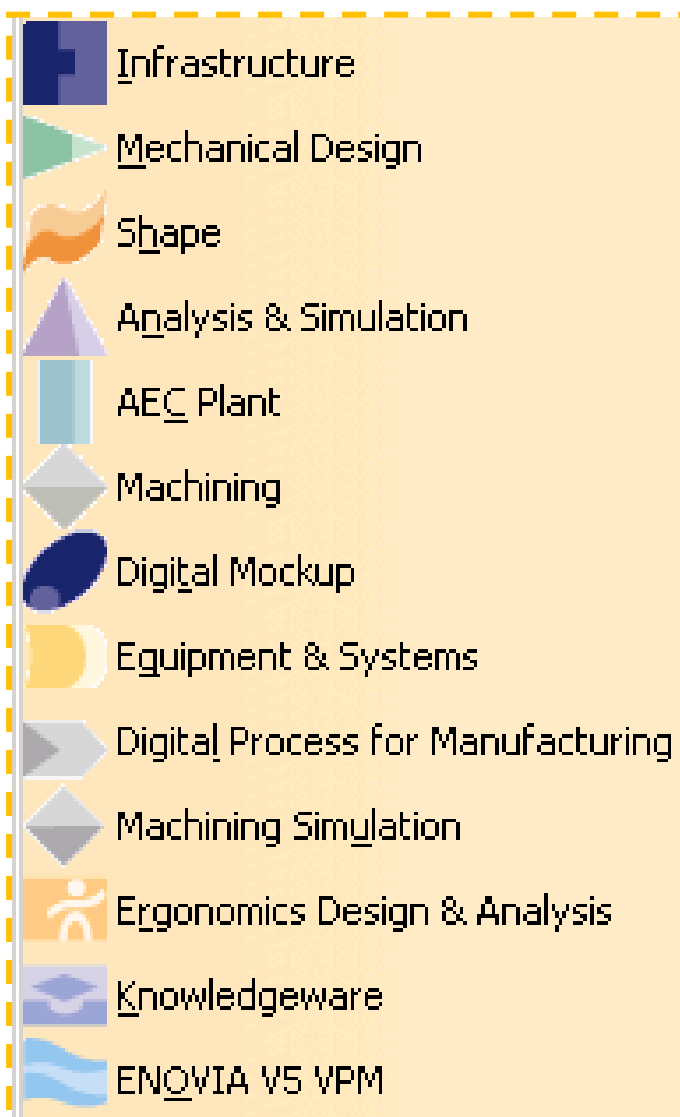 Infrastructure
Mechanical Design
Shape
Analysis & Simulation
AEC Plant
Machining
Digital Mockup
Equipment & Systems
Digital Process for Manufacturing
Machining Simulation
Ergonomics Design & Analysis
Knowledgeware
ENOVIA V5 VPM